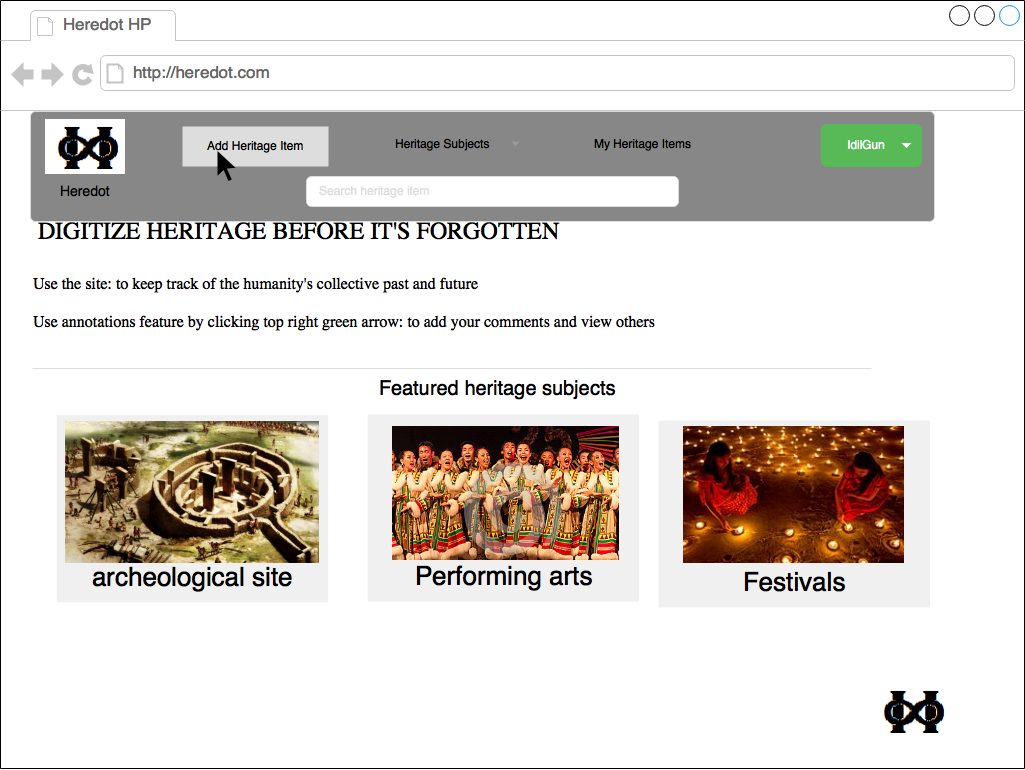 Heredot HP
http://heredot.com
Add Heritage Item
Heritage Subjects
My Heritage Items
IdilGun
Heredot
Search heritage item
DIGITIZE HERITAGE BEFORE IT'S FORGOTTEN
Use the site: to keep track of the humanity's collective past and future
Use annotations feature by clicking top right green arrow: to add your comments and view others
Featured heritage subjects
archeological site
Performing arts
Festivals